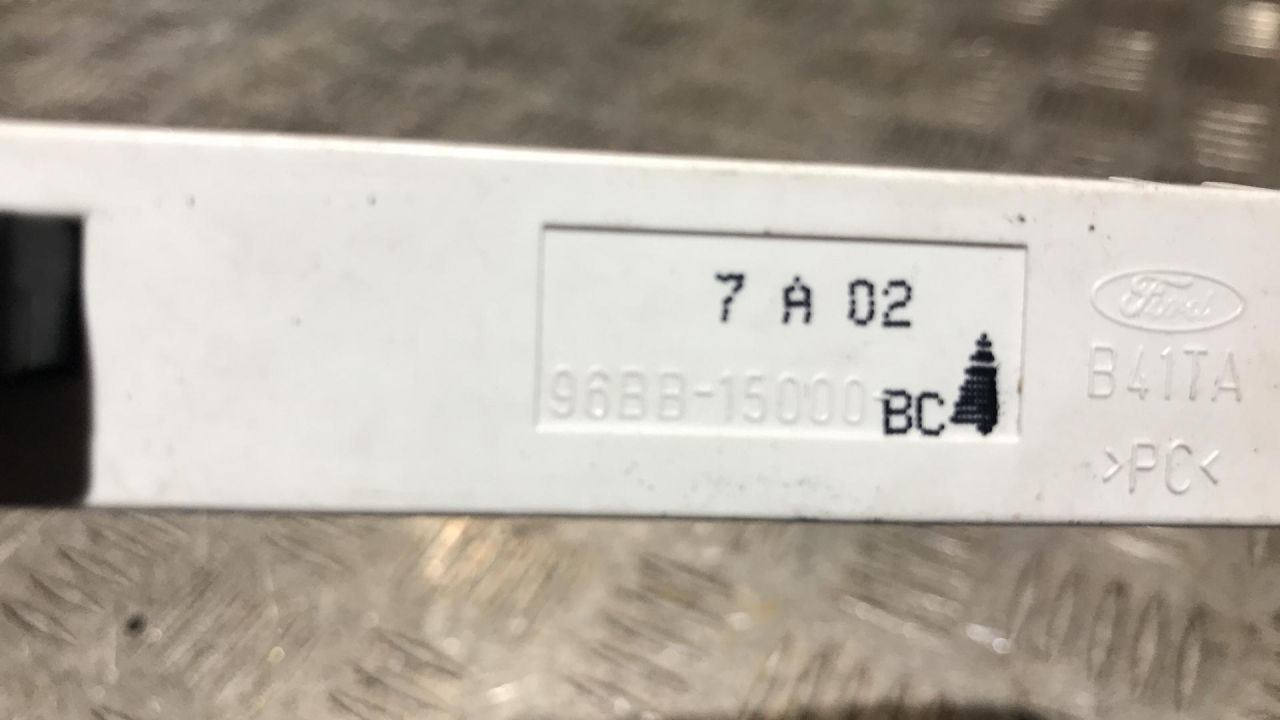 7 A 02
96BB-15000-BC
Ford
B41TA
>PC<